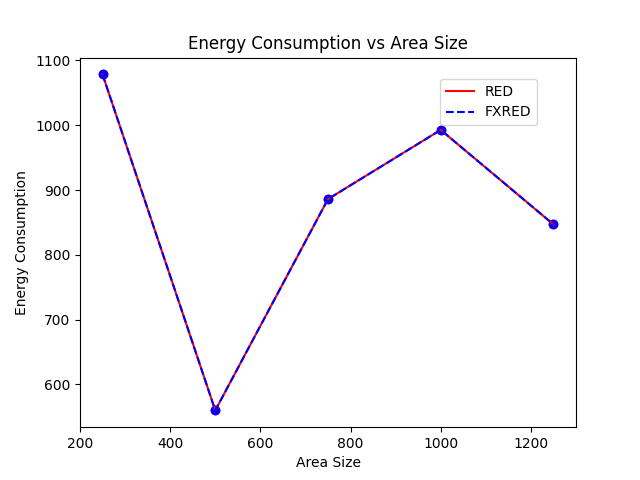 Energy Consumption vs Area Size
RED
FXRED
1100
1000
900
800
700
600
Energy Consumption
200 400 600 800 1000 1200
Area Size